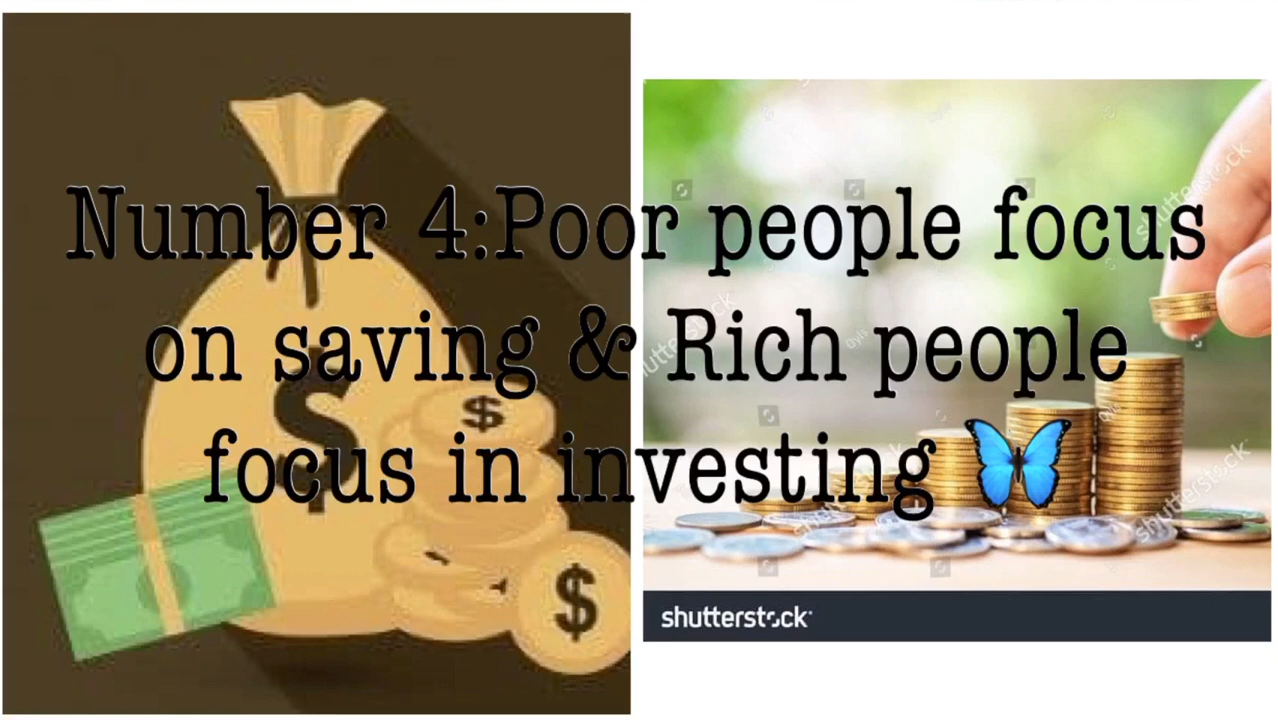 Number 4:Poor people focus
on saving & Rich people
focus in investing 🦋
$
$
$
shutterstock